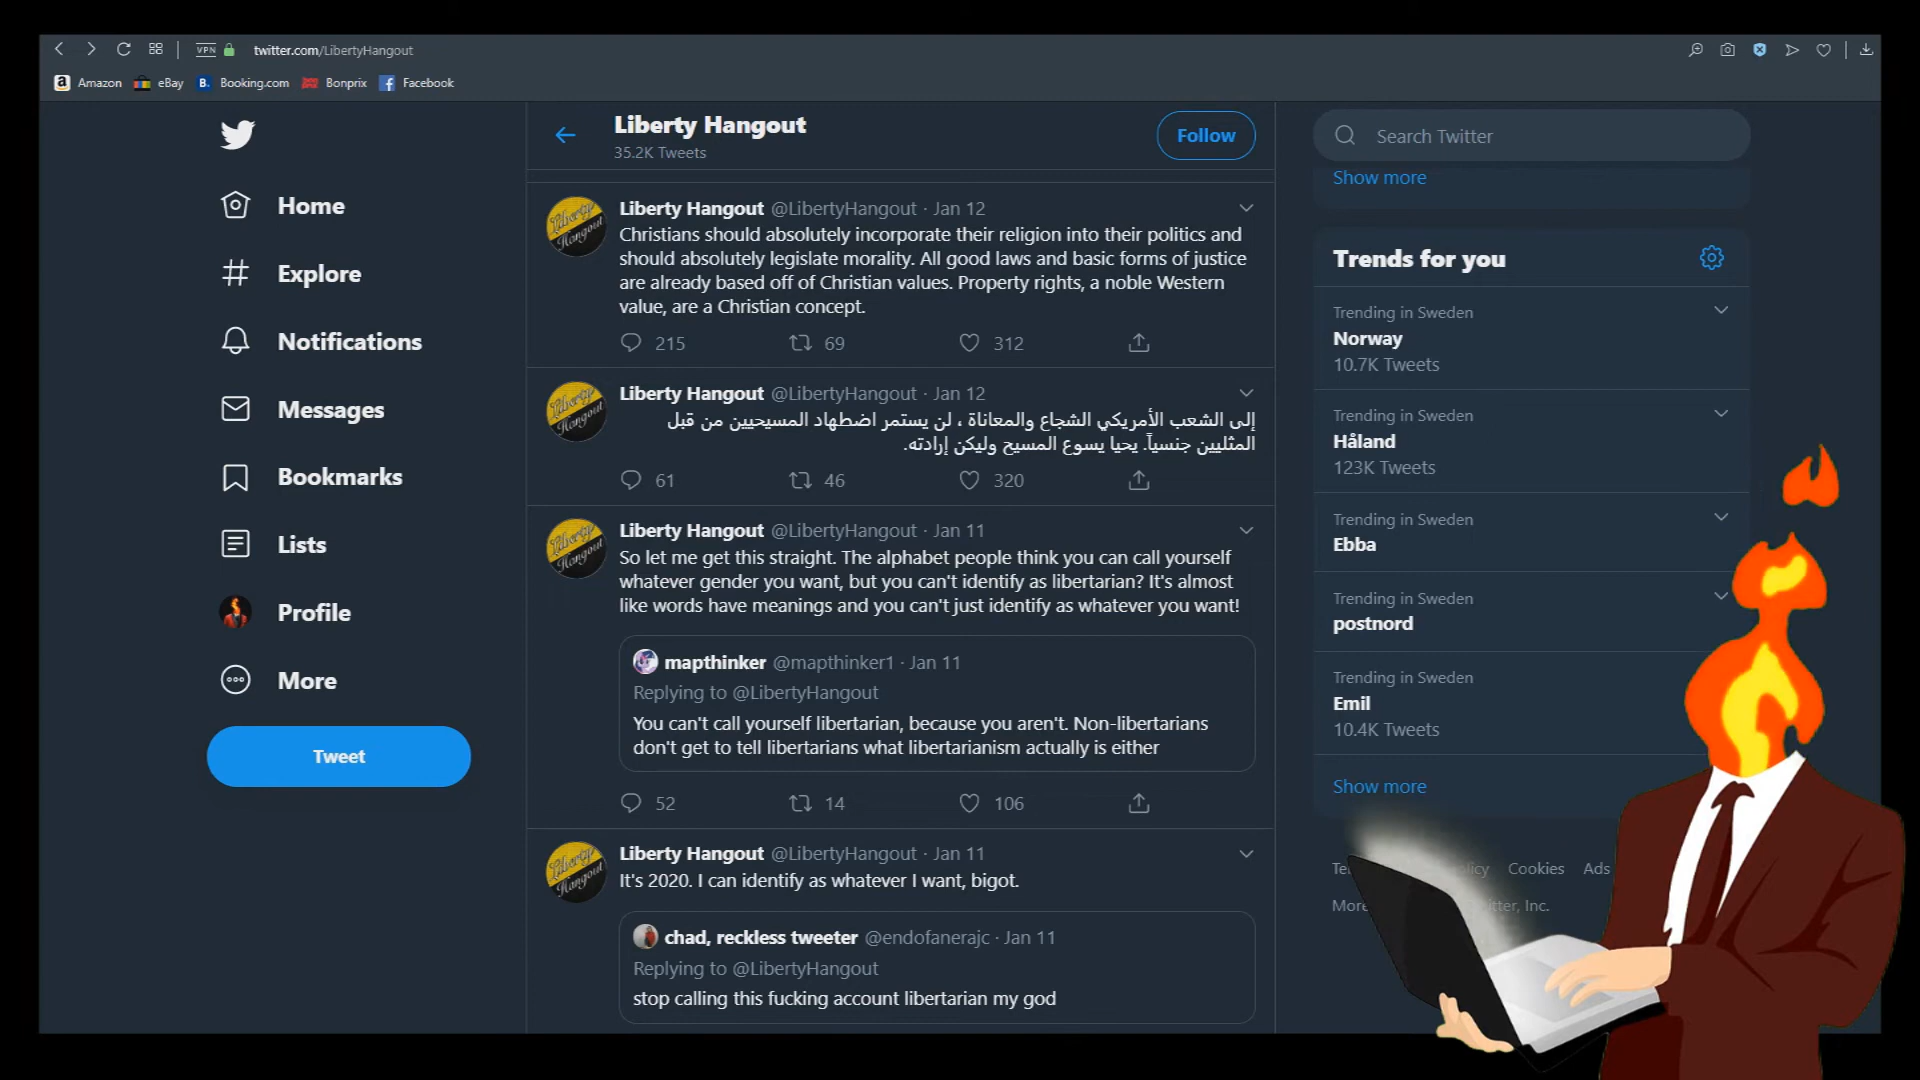 VPN twitter.com/LibertyHangout
Amazon eBay Booking.com Bonprix Facebook
Home
Explore
Notifications
Messages
Bookmarks
Lists
Profile
More
Tweet
Liberty Hangout
35.2K Tweets
Follow
Liberty Hangout @LibertyHangout · Jan 12
Christians should absolutely incorporate their religion into their politics and
should absolutely legislate morality. All good laws and basic forms of justice
are already based off of Christian values. Property rights, a noble Western
value, are a Christian concept.
215 69 312
Liberty Hangout @LibertyHangout · Jan 12
إلى الشعب الأمريكي الشجاع والمعاناة ، لن يستمر اضطهاد المسيحيين من قبل
المثليين جنسياً. يحيا يسوع المسيح وليكن إرادته.
61 46 320
Liberty Hangout @LibertyHangout · Jan 11
So let me get this straight. The alphabet people think you can call yourself
whatever gender you want, but you can't identify as libertarian? It's almost
like words have meanings and you can't just identify as whatever you want!
mapthinker @mapthinker1 · Jan 11
Replying to @LibertyHangout
You can't call yourself libertarian, because you aren't. Non-libertarians
don't get to tell libertarians what libertarianism actually is either
52 14 106
Liberty Hangout @LibertyHangout · Jan 11
It's 2020. I can identify as whatever I want, bigot.
chad, reckless tweeter @endofanerajc · Jan 11
Replying to @LibertyHangout
stop calling this fucking account libertarian my god
Search Twitter
Show more
Trends for you
Trending in Sweden
Norway
10.7K Tweets
Trending in Sweden
Håland
123K Tweets
Trending in Sweden
Ebba
Trending in Sweden
postnord
Trending in Sweden
Emil
10.4K Tweets
Show more
Cookies Ads
More Inc.